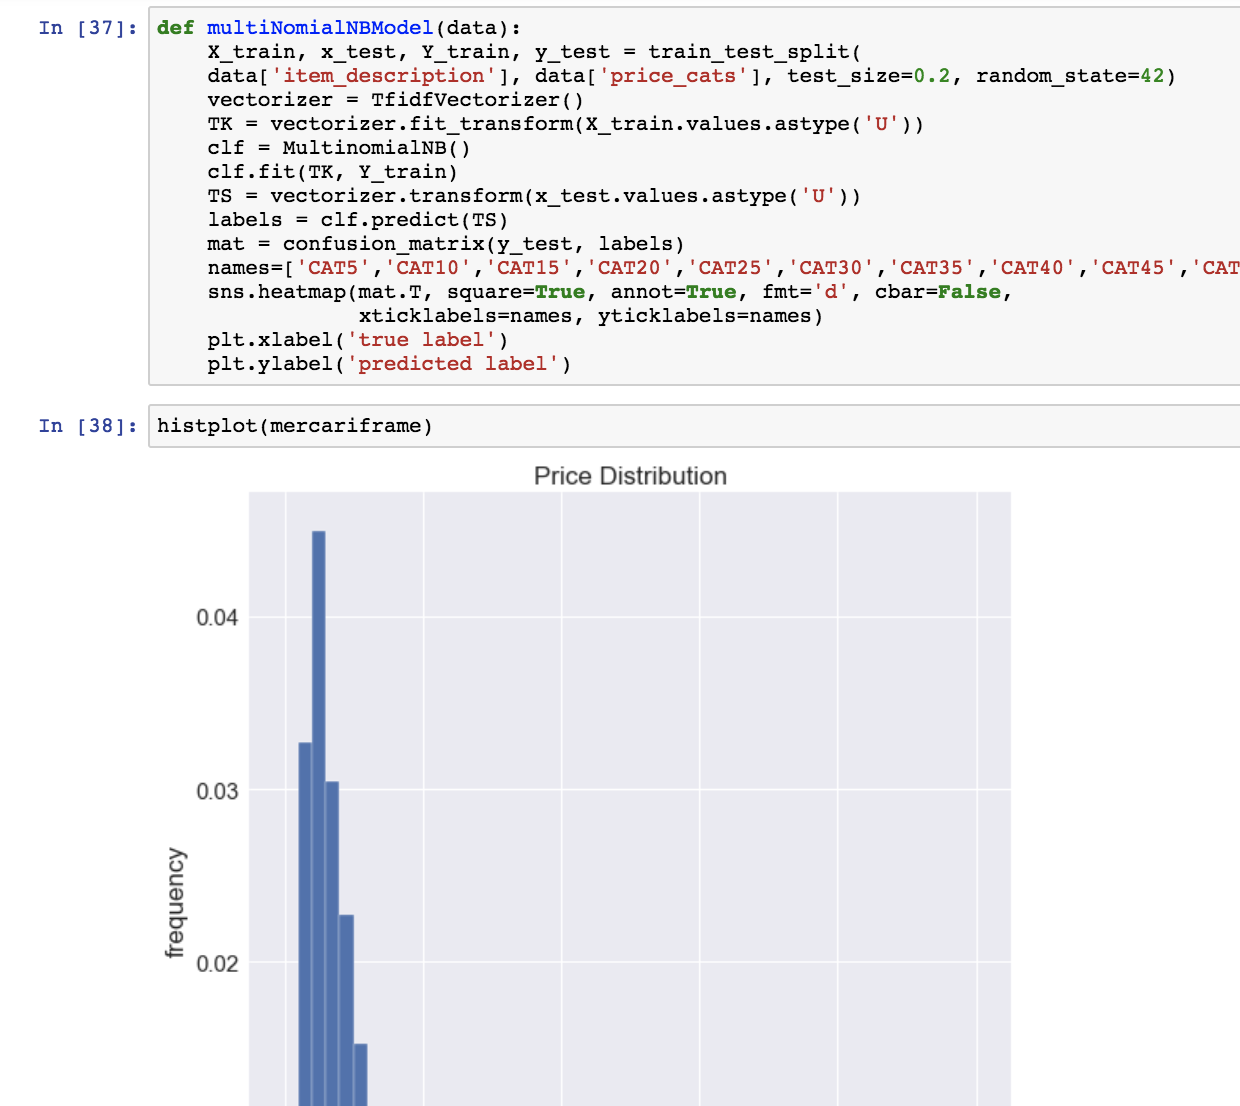 In [37]: def multiNomialNBModel(data):
X_train, x_test, Y_train, y_test = train_test_split(
data['item_description'], data['price_cats'], test_size=0.2, random_state=42)
vectorizer = TfidfVectorizer()
TK = vectorizer.fit_transform(X_train.values.astype('U'))
clf = MultinomialNB()
clf.fit(TK, Y_train)
TS = vectorizer.transform(x_test.values.astype('U'))
labels = clf.predict(TS)
mat = confusion_matrix(y_test, labels)
names=['CAT5','CAT10','CAT15','CAT20','CAT25','CAT30','CAT35','CAT40','CAT45','CAT
sns.heatmap(mat.T, square=True, annot=True, fmt='d', cbar=False,
xticklabels=names, yticklabels=names)
plt.xlabel('true label')
plt.ylabel('predicted label')
In [38]: histplot(mercariframe)
Price Distribution
0.04
0.03
frequency
0.02